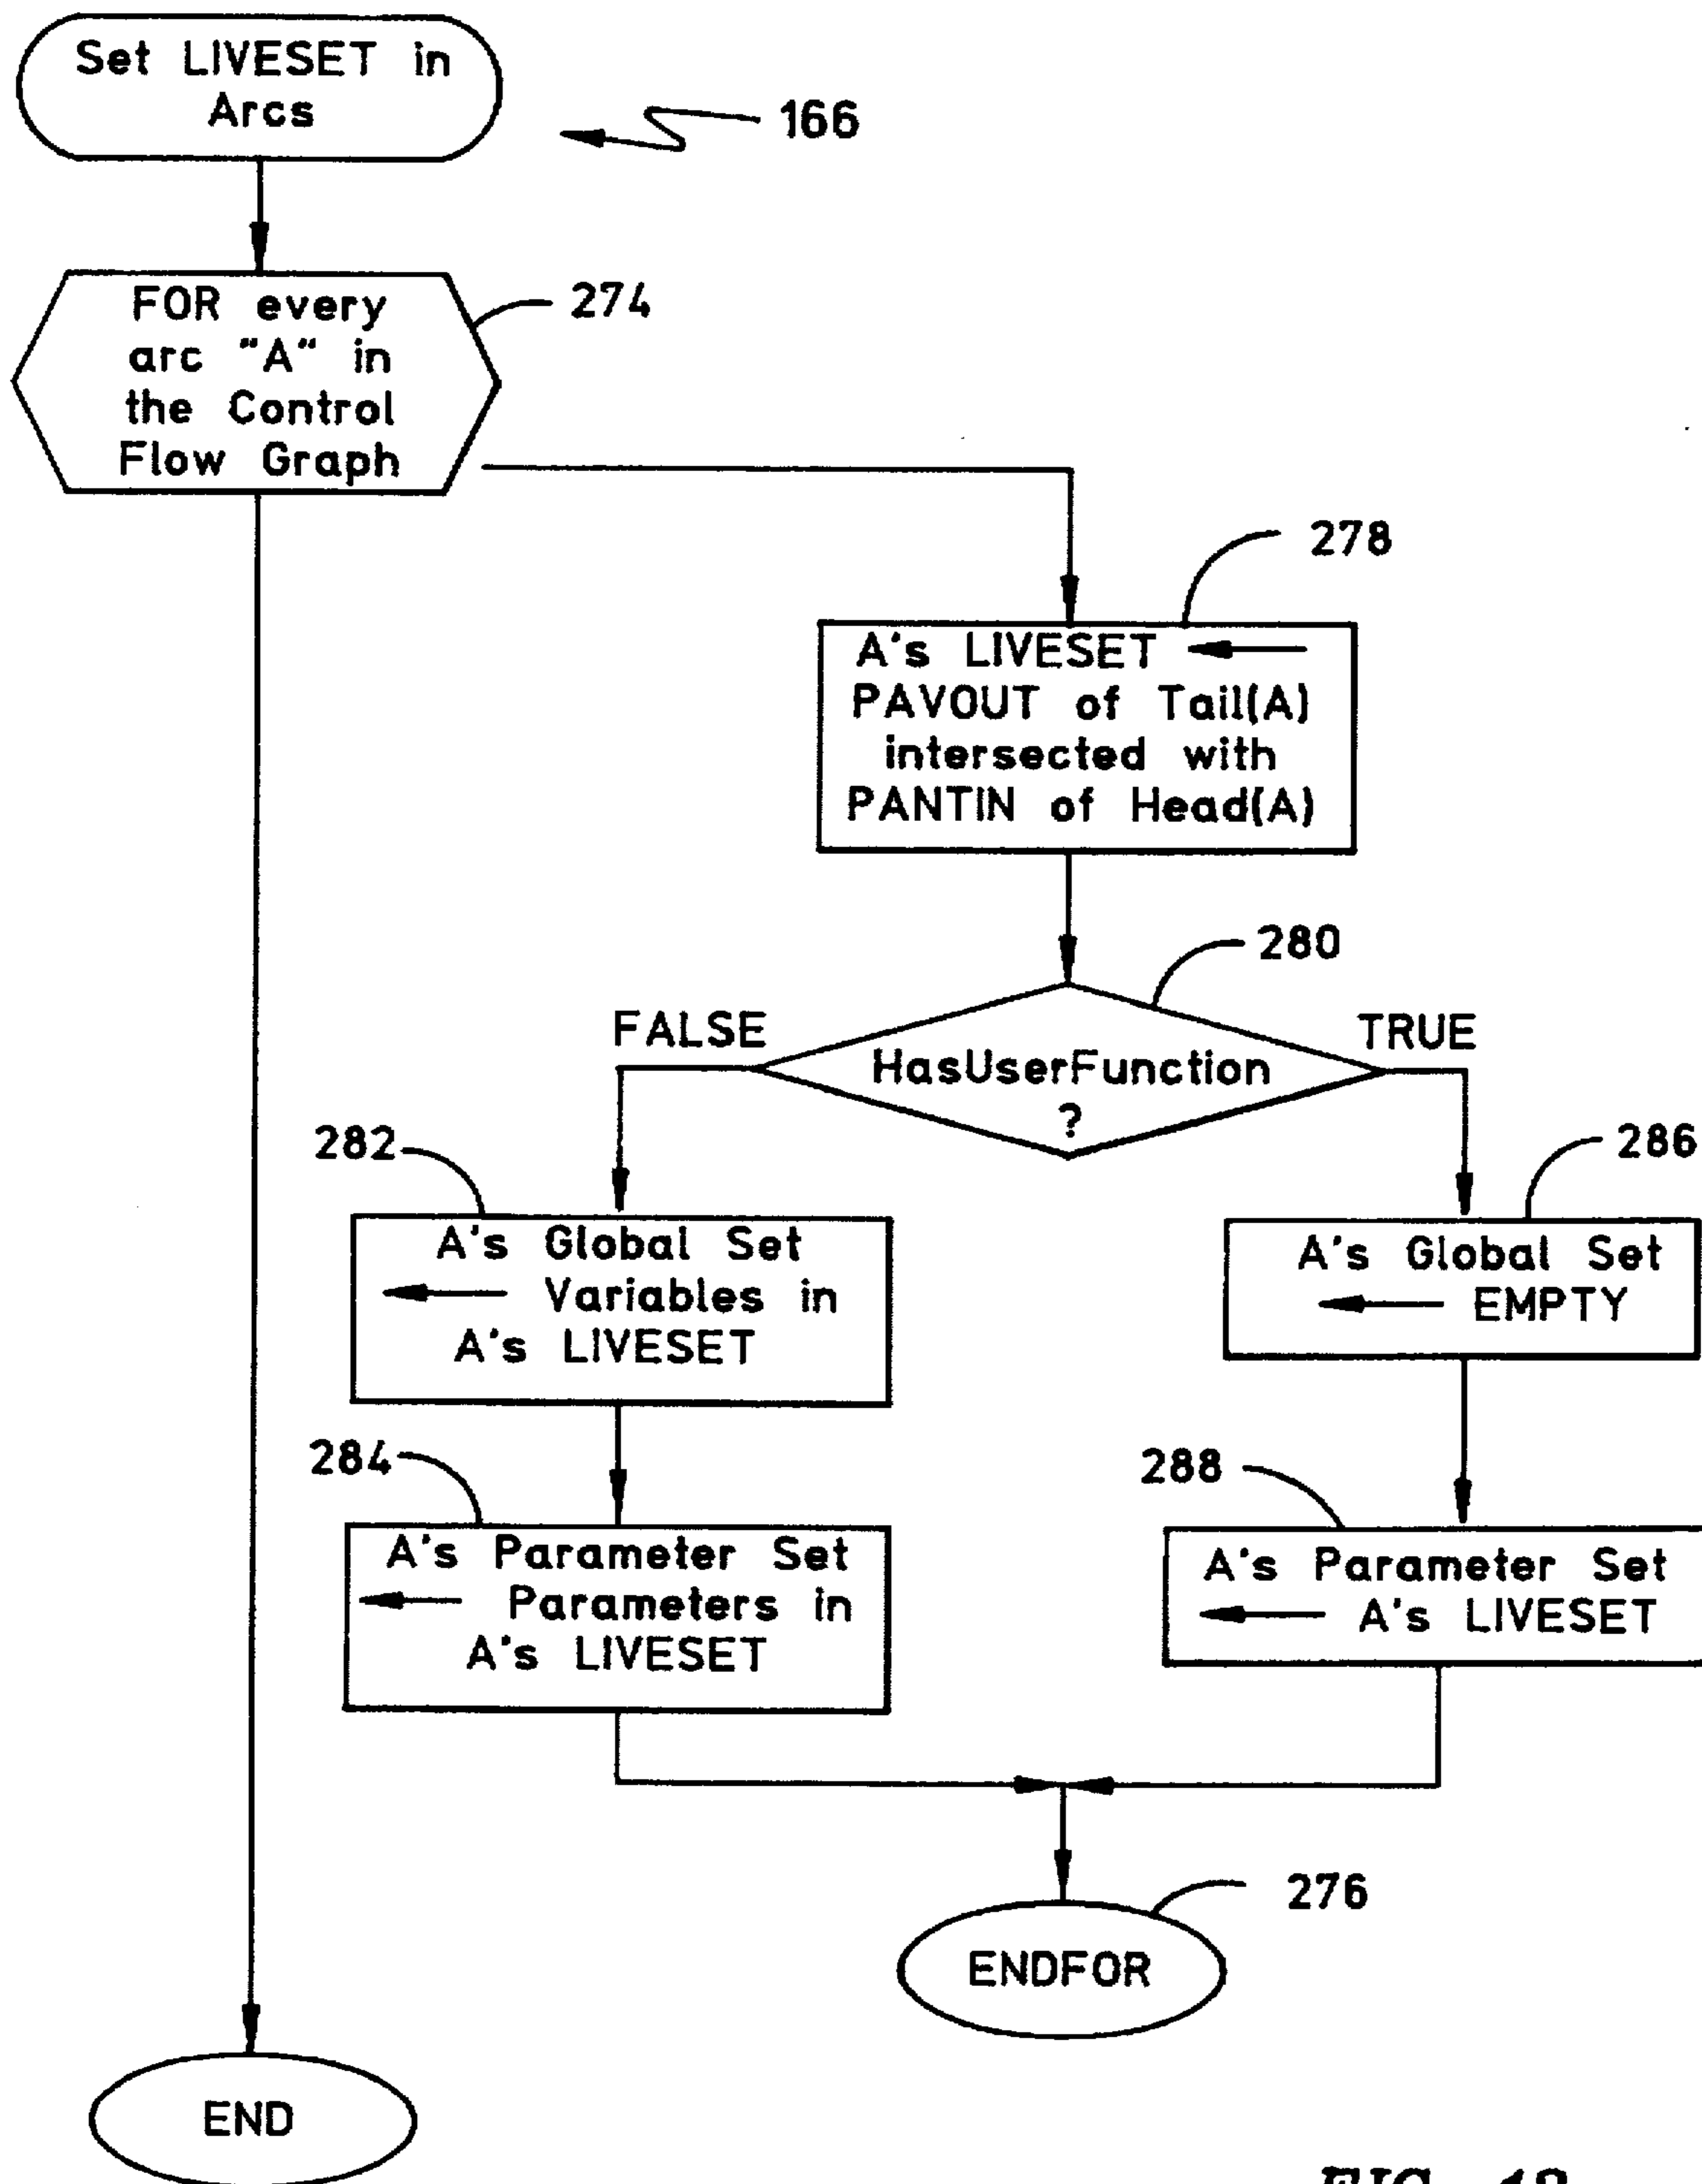 Set LIVESET in
Arcs
166
FOR every
arc "A" in
the Control
Flow Graph
274
278
A's LIVESET
PAVOUT of Tail(A)
intersected with
PANTIN of Head(A)
280
FALSE
TRUE
HasUserFunction
?
282
286
A's Global Set
Variables in
A's LIVESET
A's Global Set
EMPTY
284
288
A's Parameter Set
Parameters in
A's LIVESET
A's Parameter Set
A's LIVESET
276
ENDFOR
END